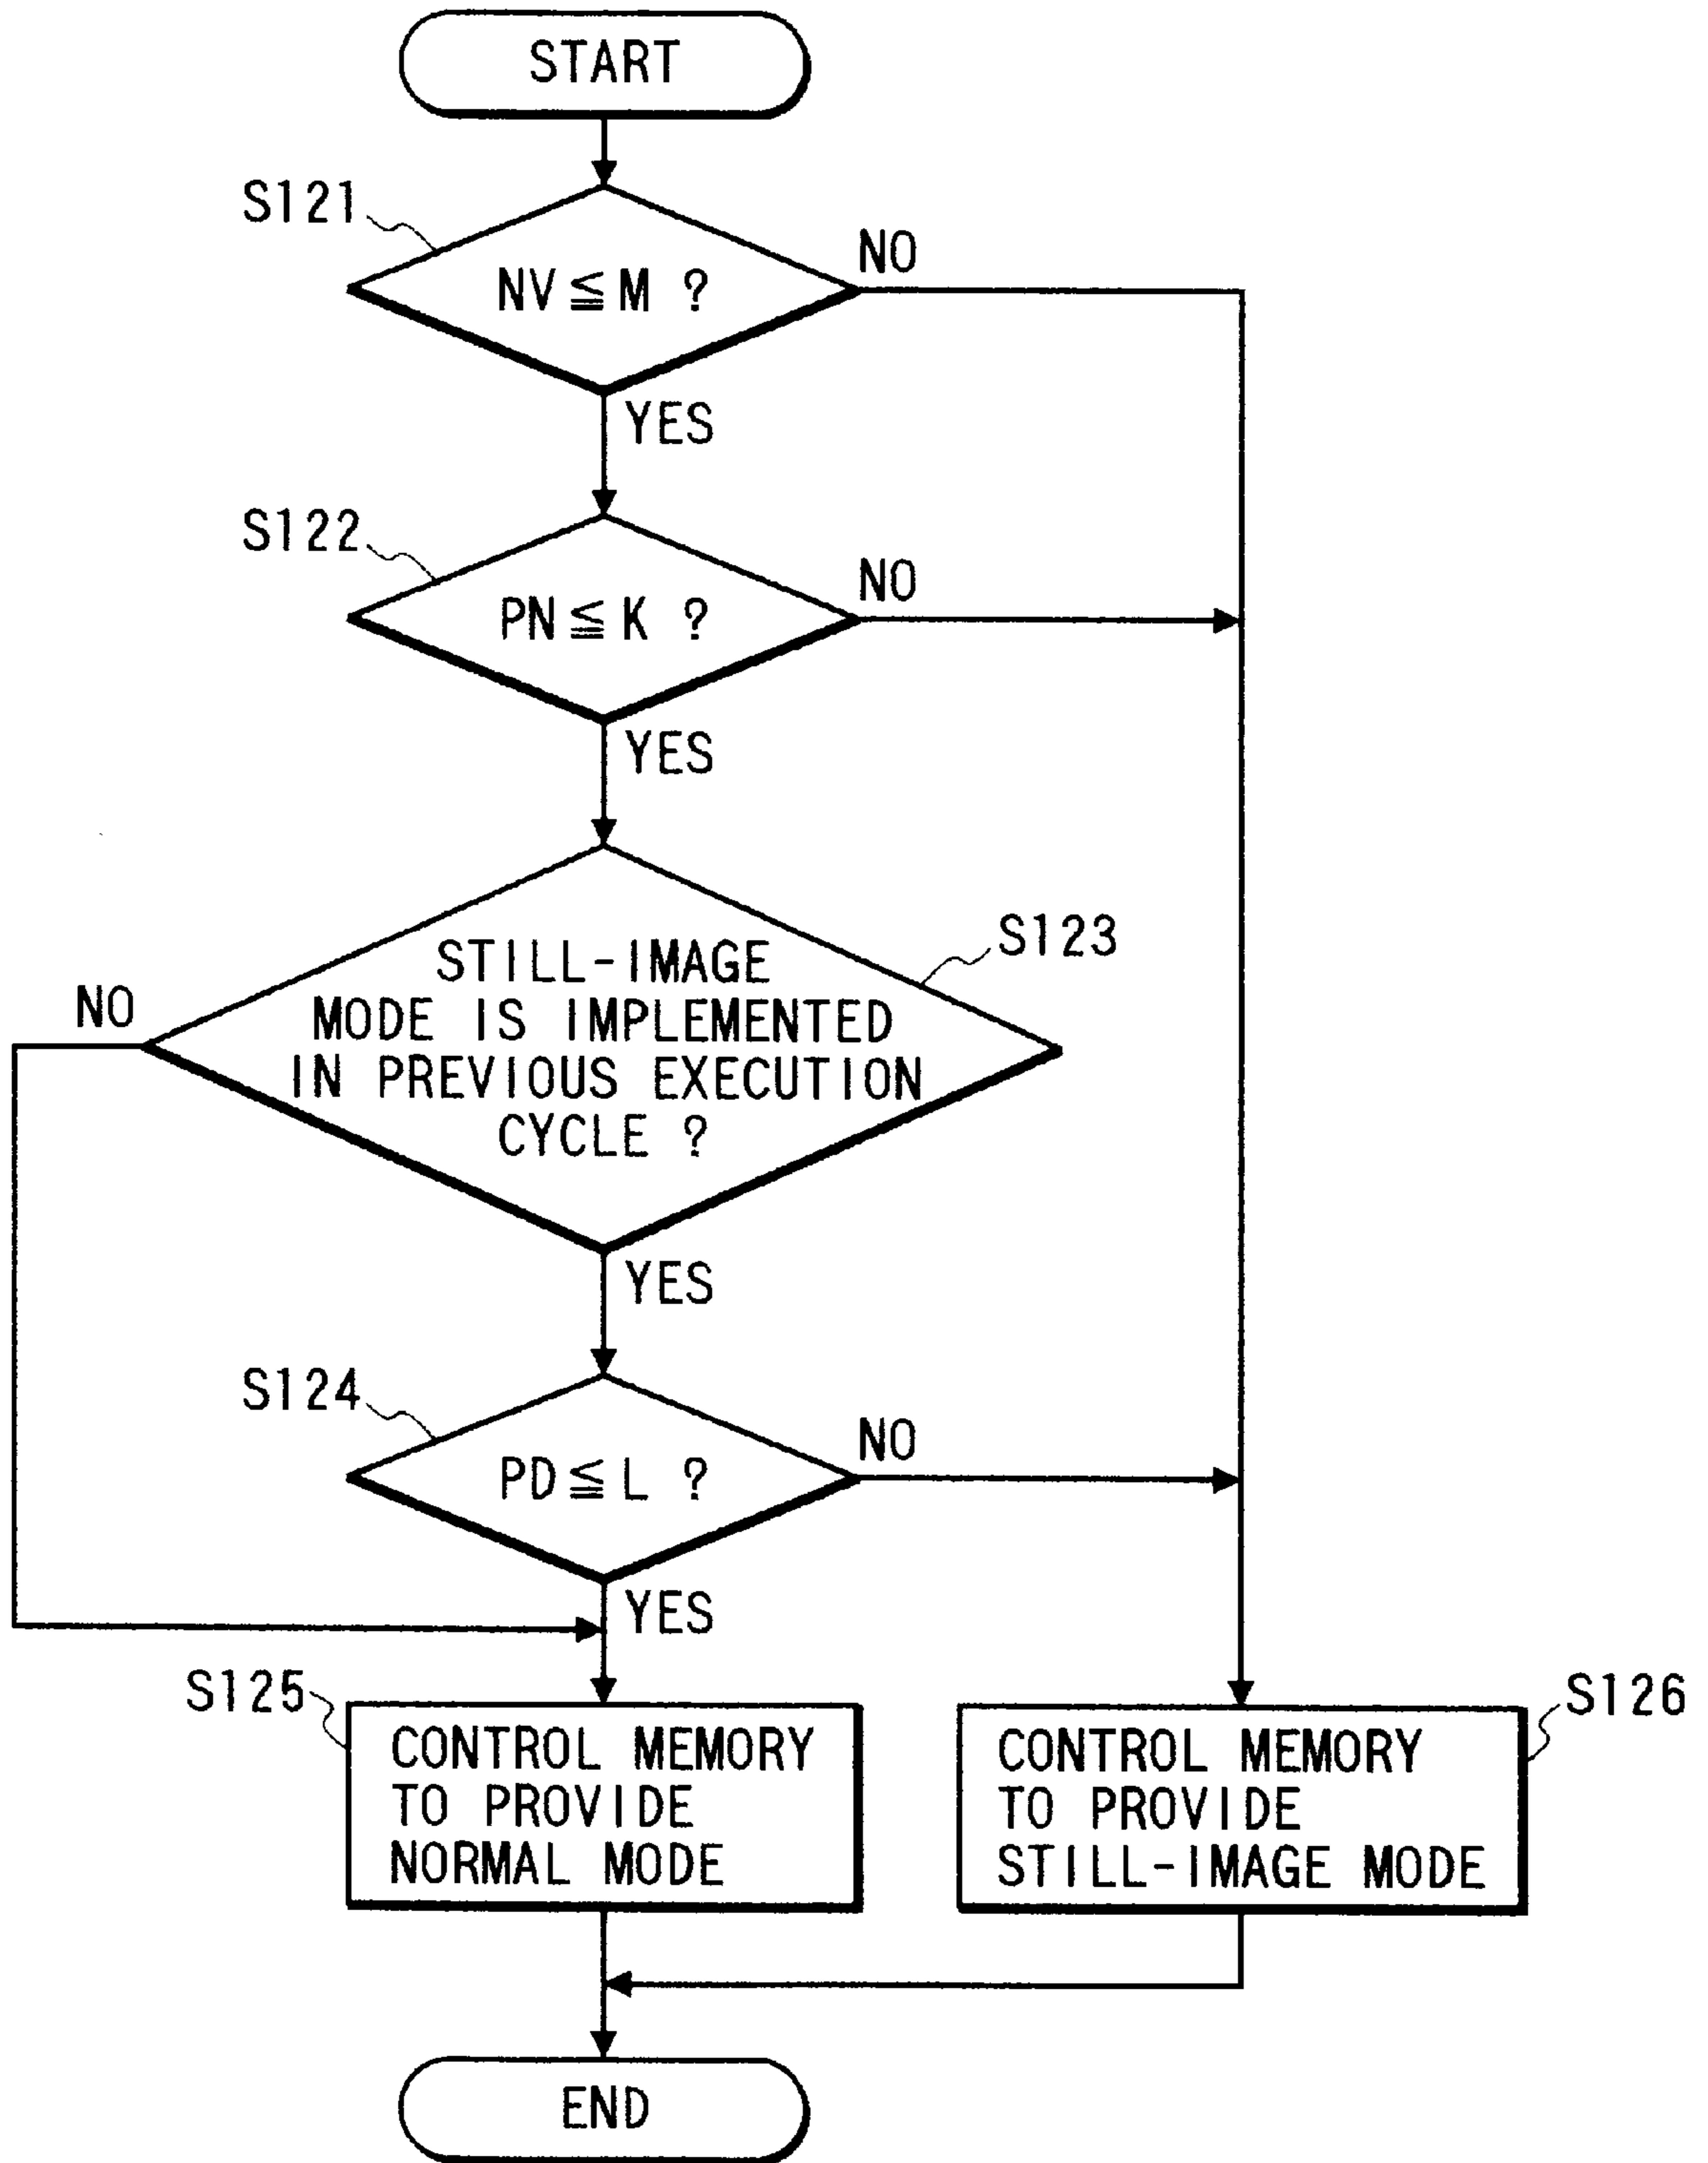 START
S121
NV ≦ M ?
NO
YES
S122
PN ≦ K ?
NO
YES
S123
STILL-IMAGE
MODE IS IMPLEMENTED
IN PREVIOUS EXECUTION
CYCLE ?
NO
YES
S124
PD ≦ L ?
NO
YES
S125
CONTROL MEMORY
TO PROVIDE
NORMAL MODE
S126
CONTROL MEMORY
TO PROVIDE
STILL-IMAGE MODE
END